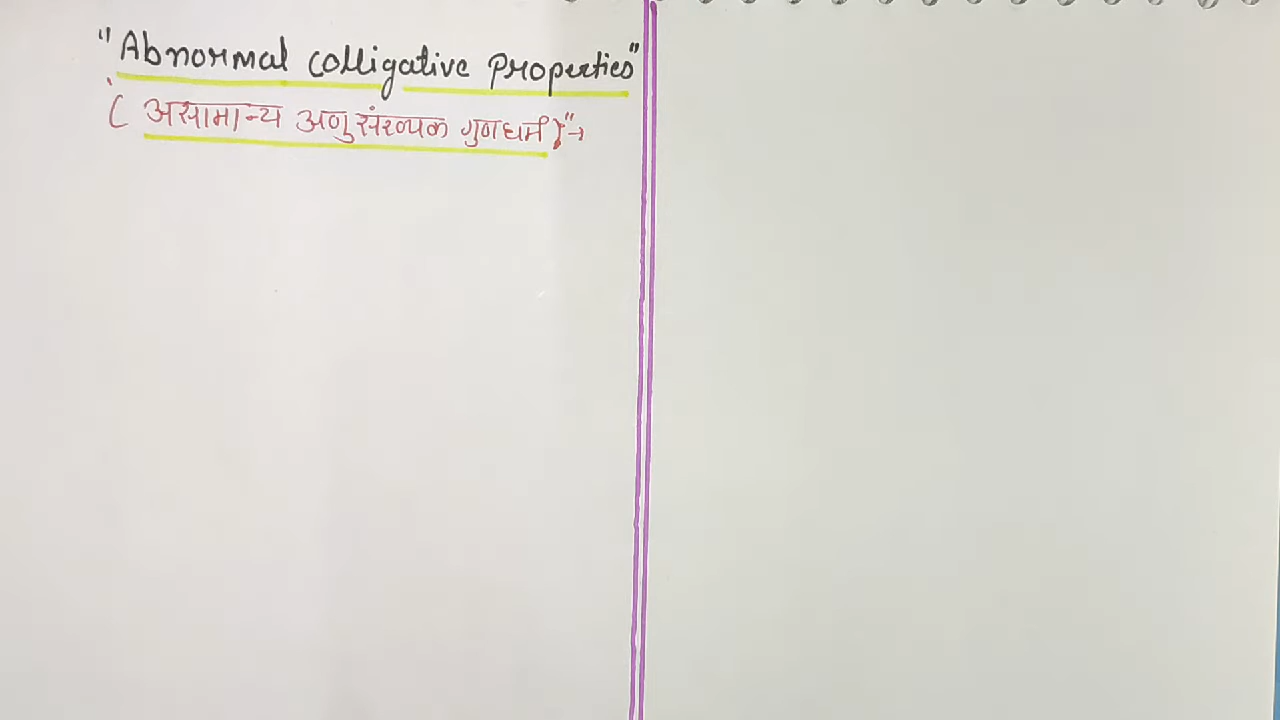 "Abnormal colligative properties"
( असामान्य अणुसंख्यक गुणधर्म)"→